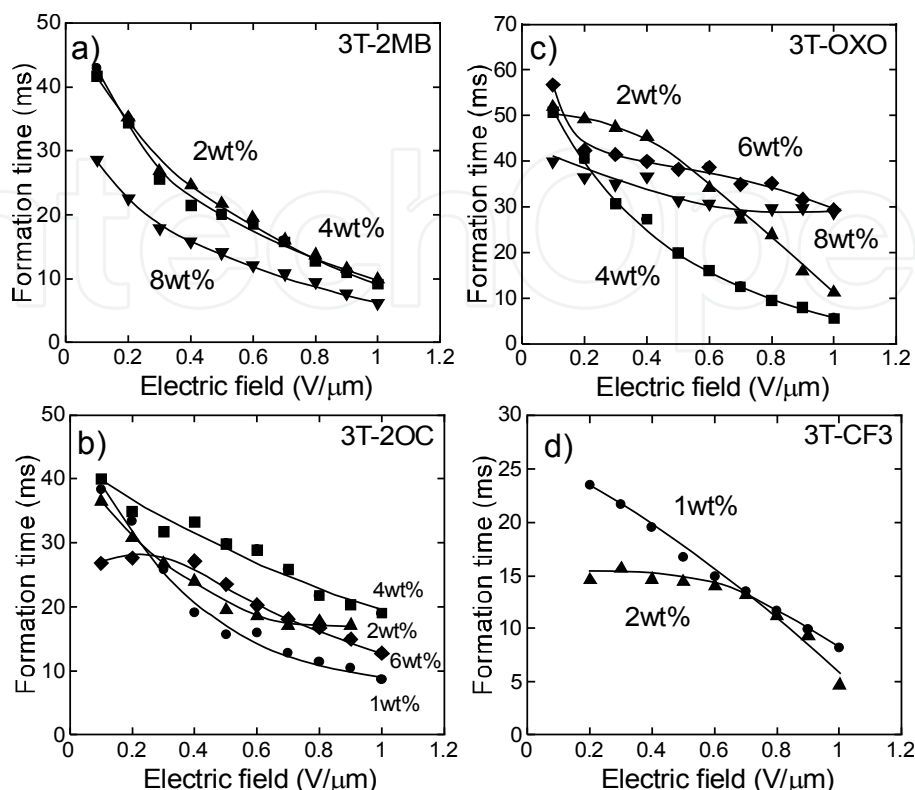 a)
3T-2MB
50
40
30
20
10
0
Formation time (ms)
2wt%
4wt%
8wt%
0 0.2 0.4 0.6 0.8 1 1.2
Electric field (V/μm)
c)
3T-OXO
70
60
50
40
30
20
10
0
Formation time (ms)
2wt%
6wt%
8wt%
4wt%
0 0.2 0.4 0.6 0.8 1 1.2
Electric field (V/μm)
b)
3T-2OC
50
40
30
20
10
0
Formation time (ms)
4wt%
2wt%
6wt%
1wt%
0 0.2 0.4 0.6 0.8 1 1.2
Electric field (V/μm)
d)
3T-CF3
30
25
20
15
10
5
0
Formation time (ms)
1wt%
2wt%
0 0.2 0.4 0.6 0.8 1 1.2
Electric field (V/μm)